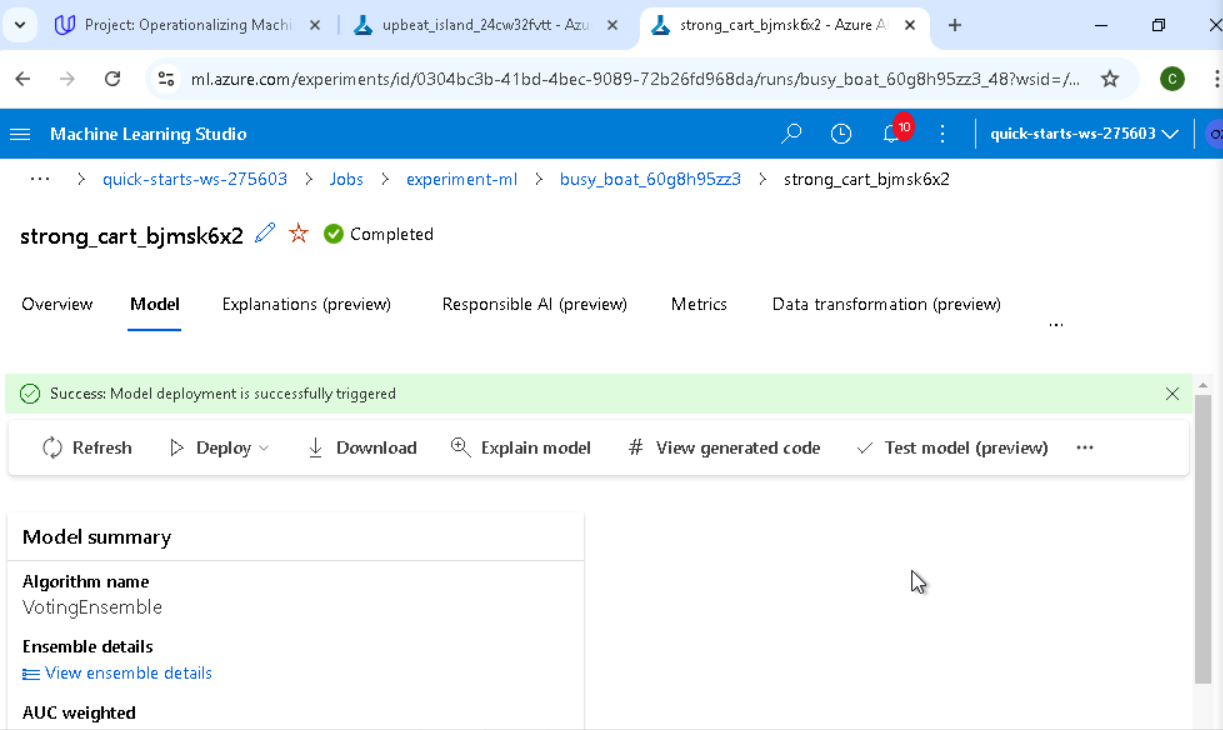 Project: Operationalizing Machi
upbeat_island_24cw32fvtt - Azu
strong_cart_bjmsk6x2 - Azure A
ml.azure.com/experiments/id/0304bc3b-41bd-4bec-9089-72b26fd968da/runs/busy_boat_60g8h95zz3_48?wsid=/...
C
Machine Learning Studio
10
quick-starts-ws-275603
... > quick-starts-ws-275603 > Jobs > experiment-ml > busy_boat_60g8h95zz3 > strong_cart_bjmsk6x2
strong_cart_bjmsk6x2 Completed
Overview Model Explanations (preview) Responsible AI (preview) Metrics Data transformation (preview) ...
Success: Model deployment is successfully triggered
Refresh Deploy Download Explain model # View generated code Test model (preview) ...
Model summary
Algorithm name
VotingEnsemble
Ensemble details
View ensemble details
AUC weighted